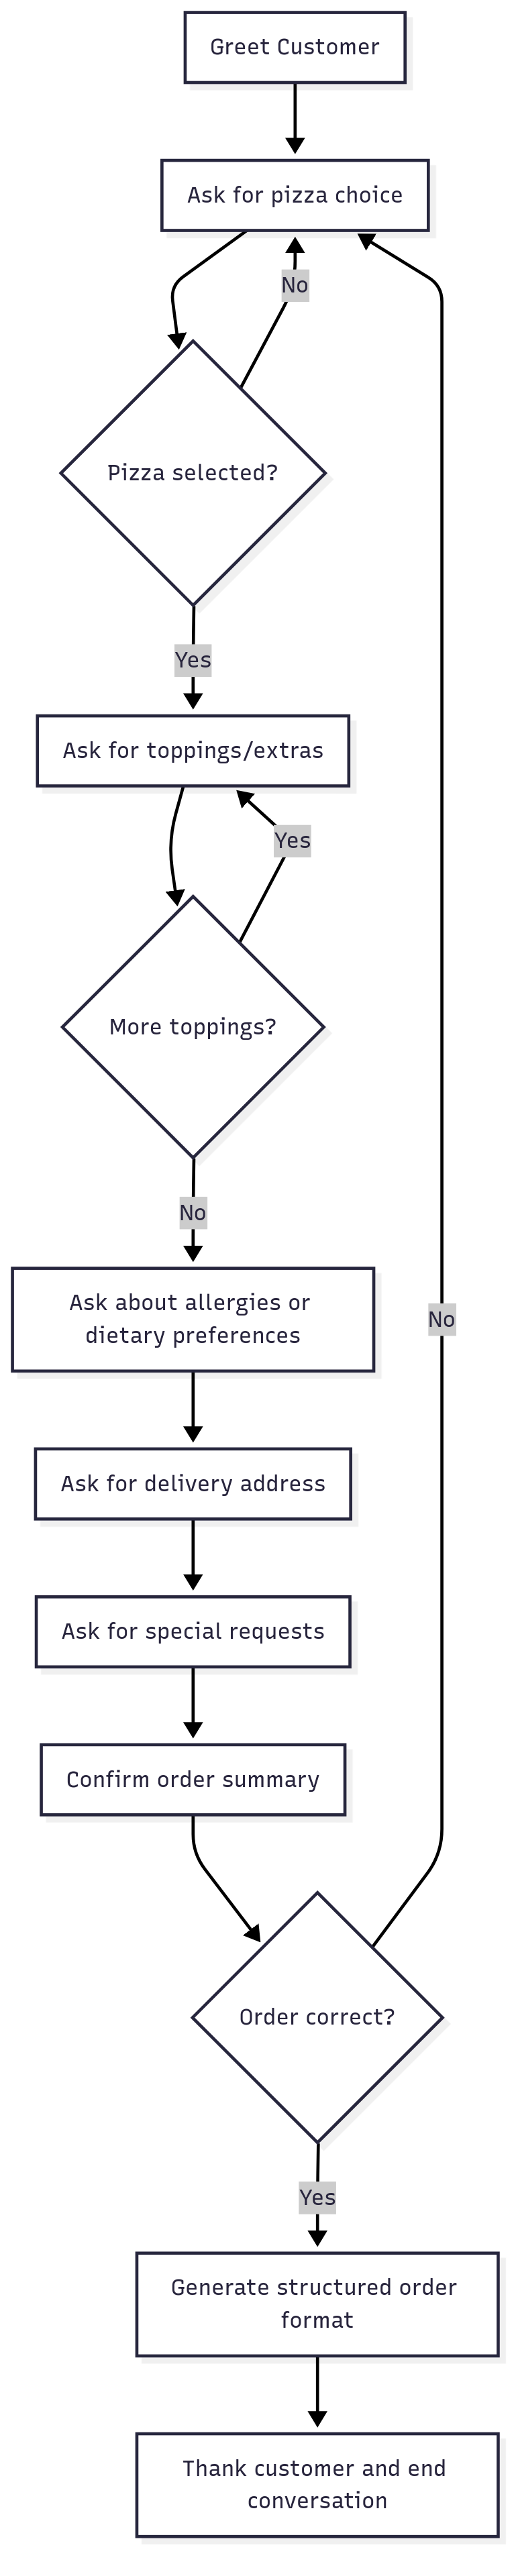 Greet Customer
Ask for pizza choice
No
Pizza selected?
Yes
Ask for toppings/extras
Yes
More toppings?
No
Ask about allergies or
dietary preferences
No
Ask for delivery address
Ask for special requests
Confirm order summary
Order correct?
Yes
Generate structured order
format
Thank customer and end
conversation